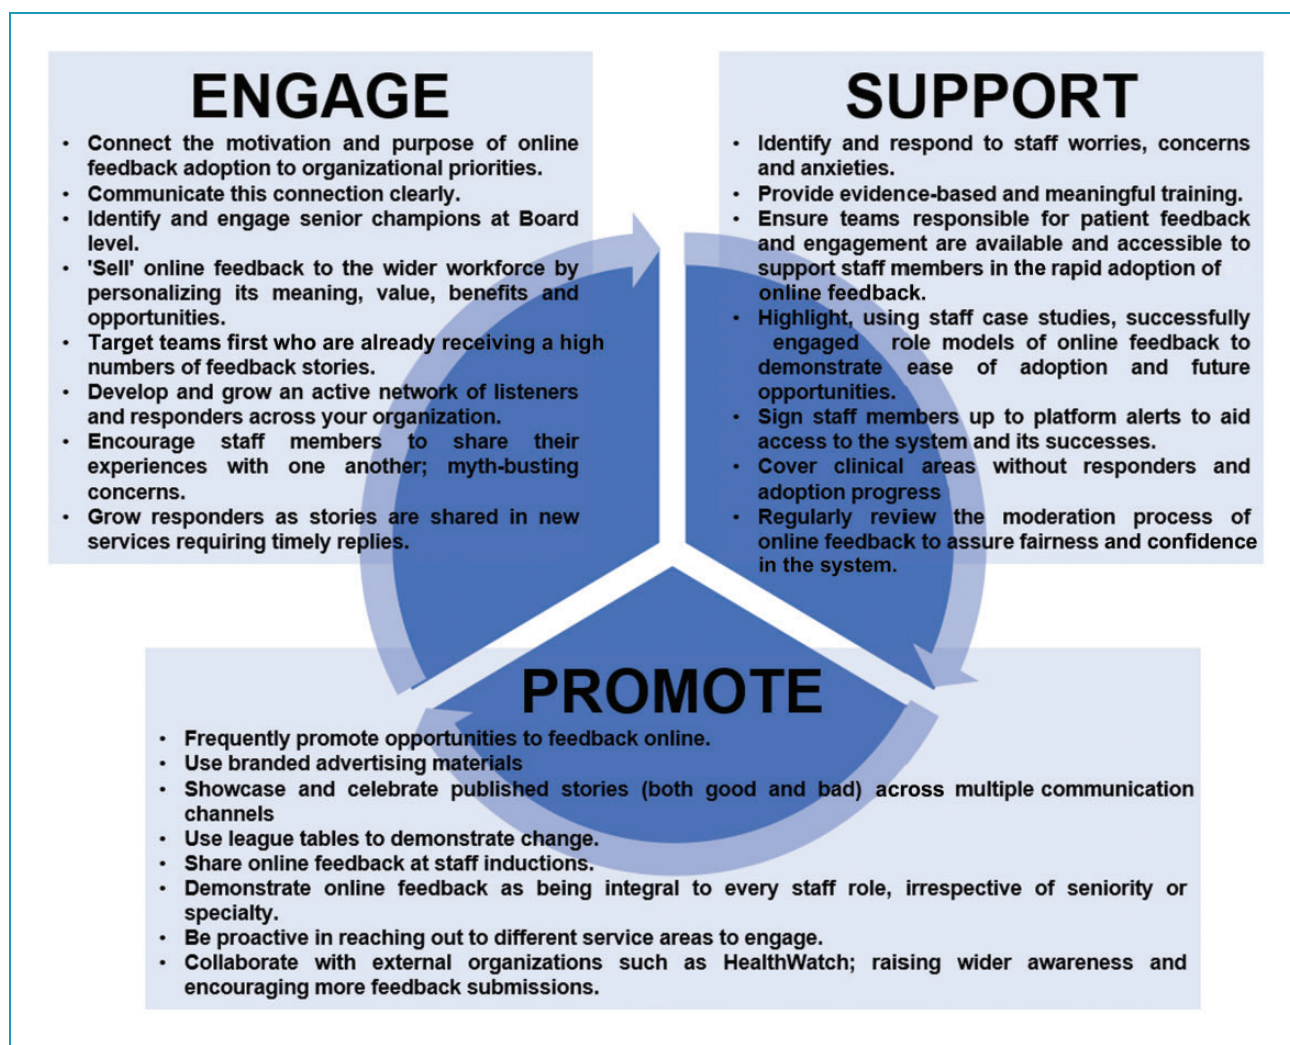 ENGAGE
• Connect the motivation and purpose of online
feedback adoption to organizational priorities.
• Communicate this connection clearly.
• Identify and engage senior champions at Board
level.
• 'Sell' online feedback to the wider workforce by
personalizing its meaning, value, benefits and
opportunities.
• Target teams first who are already receiving a high
numbers of feedback stories.
• Develop and grow an active network of listeners
and responders across your organization.
• Encourage staff members to share their
experiences with one another; myth-busting
concerns.
• Grow responders as stories are shared in new
services requiring timely replies.
SUPPORT
• Identify and respond to staff worries, concerns
and anxieties.
• Provide evidence-based and meaningful training.
• Ensure teams responsible for patient feedback
and engagement are available and accessible to
support staff members in the rapid adoption of
online feedback.
• Highlight, using staff case studies, successfully
engaged role models of online feedback to
demonstrate ease of adoption and future
opportunities.
• Sign staff members up to platform alerts to aid
access to the system and its successes.
• Cover clinical areas without responders and
adoption progress
• Regularly review the moderation process of
online feedback to assure fairness and confidence
in the system.
PROMOTE
• Frequently promote opportunities to feedback online.
• Use branded advertising materials
• Showcase and celebrate published stories (both good and bad) across multiple communication
channels
• Use league tables to demonstrate change.
• Share online feedback at staff inductions.
• Demonstrate online feedback as being integral to every staff role, irrespective of seniority or
specialty.
• Be proactive in reaching out to different service areas to engage.
• Collaborate with external organizations such as HealthWatch; raising wider awareness and
encouraging more feedback submissions.